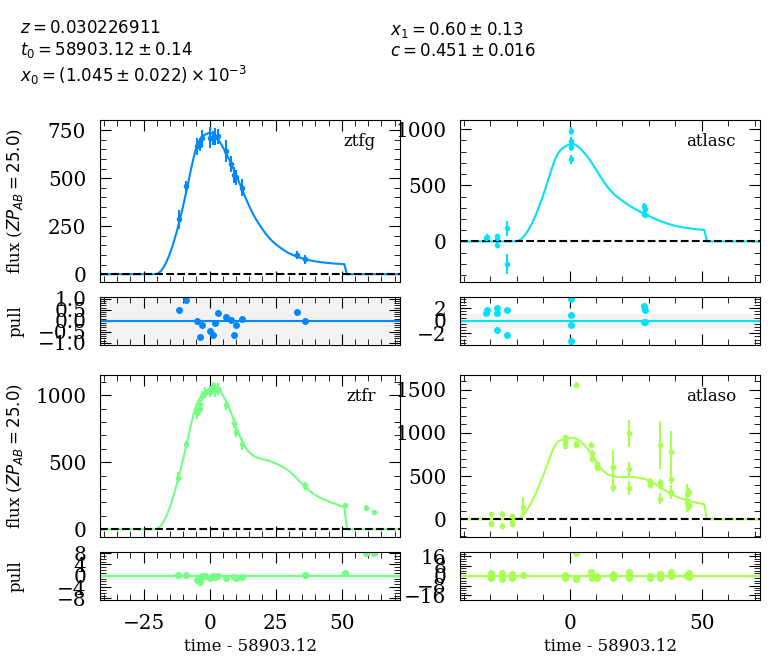 z = 0.030226911
t₀ = 58903.12 ± 0.14
x₀ = (1.045 ± 0.022) × 10⁻³
x₁ = 0.60 ± 0.13
c = 0.451 ± 0.016
750
500
250
0
flux (ZP_AB = 25.0)
ztfg
1000
500
0
atlasc
1.0
0.5
0.0
−0.5
−1.0
pull
2
0
−2
1000
500
0
flux (ZP_AB = 25.0)
ztfr
1500
1000
500
0
atlaso
8
4
0
−4
−8
pull
16
8
0
−8
−16
−25
0
25
50
time - 58903.12
0
50
time - 58903.12